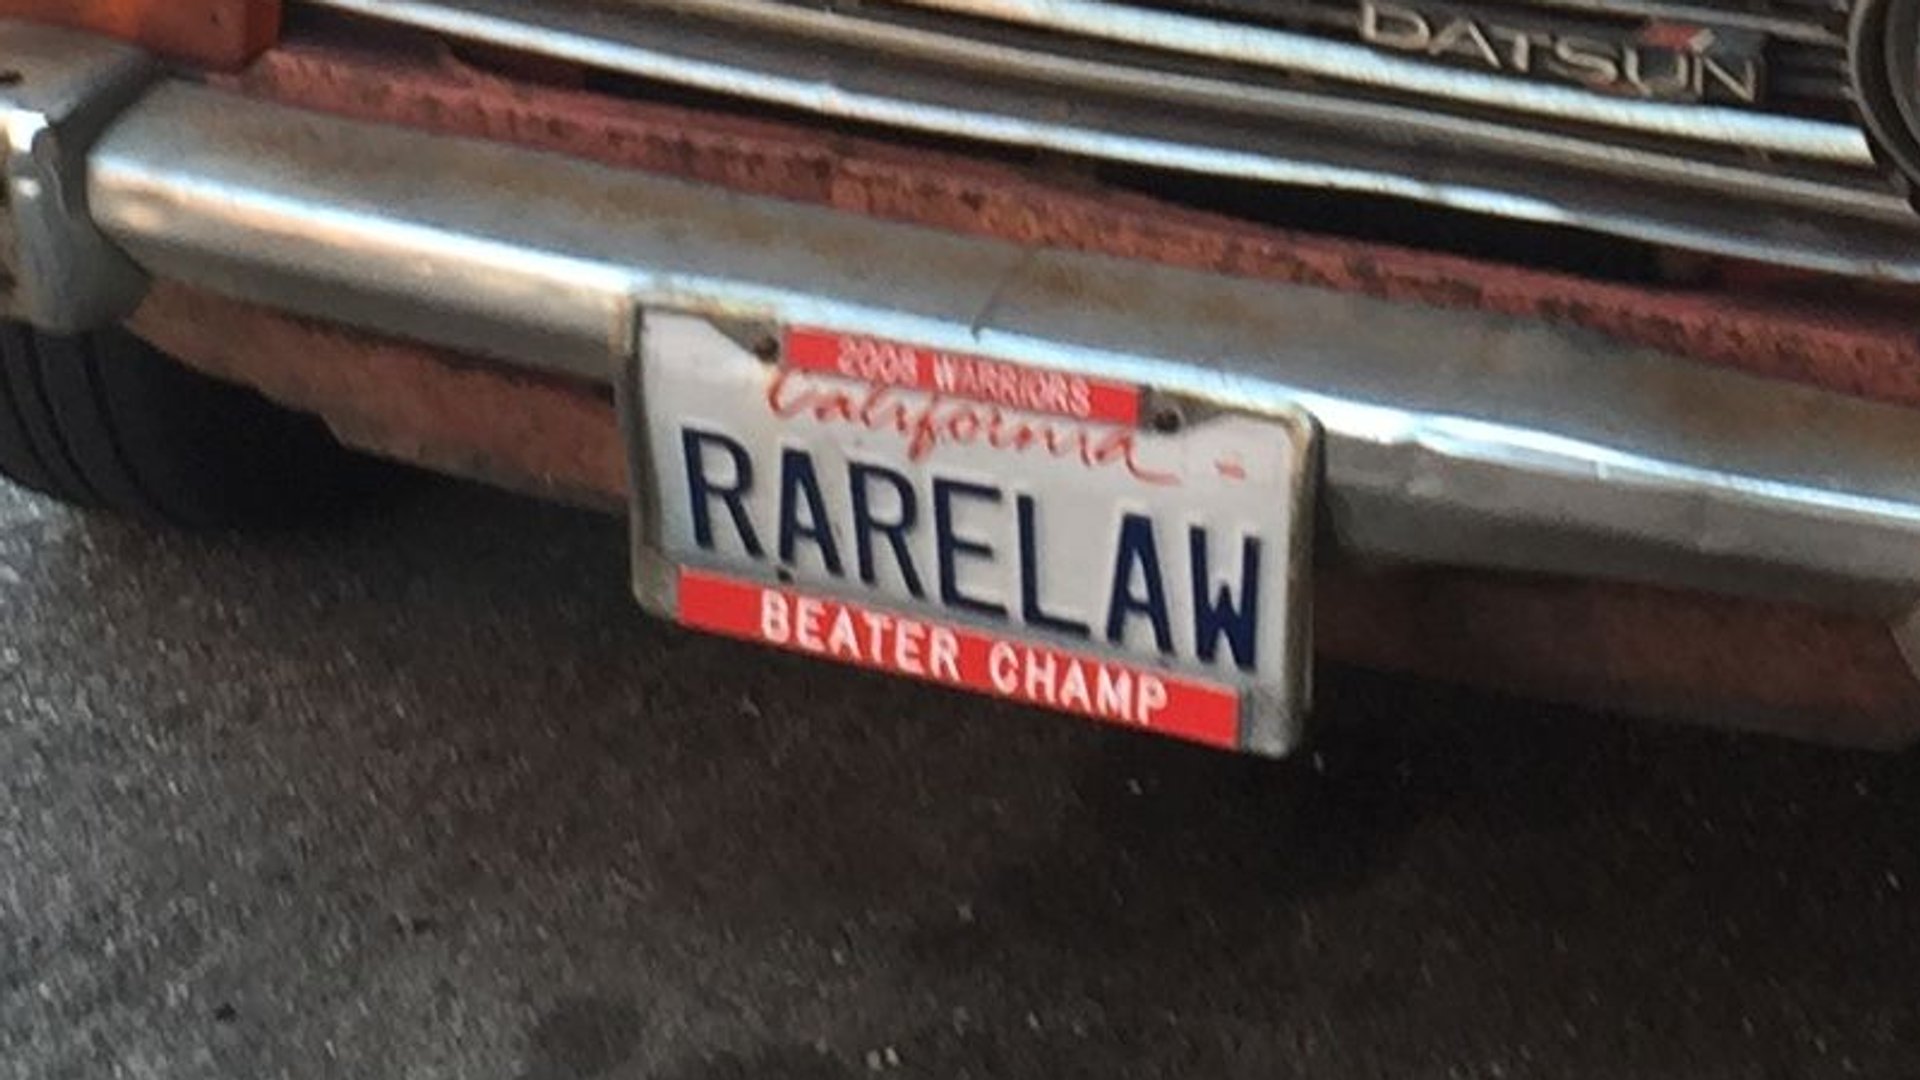 DATSUN
2008 WARRIORS
California
RARELAW
BEATER CHAMP